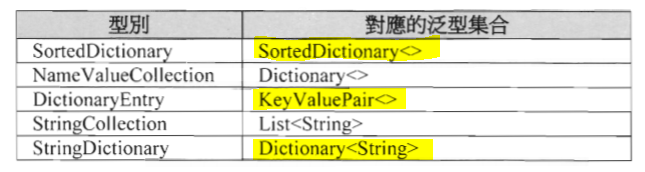 型別 對應的泛型集合
SortedDictionary SortedDictionary<>
NameValueCollection Dictionary<>
DictionaryEntry KeyValuePair<>
StringCollection List<String>
StringDictionary Dictionary<String>